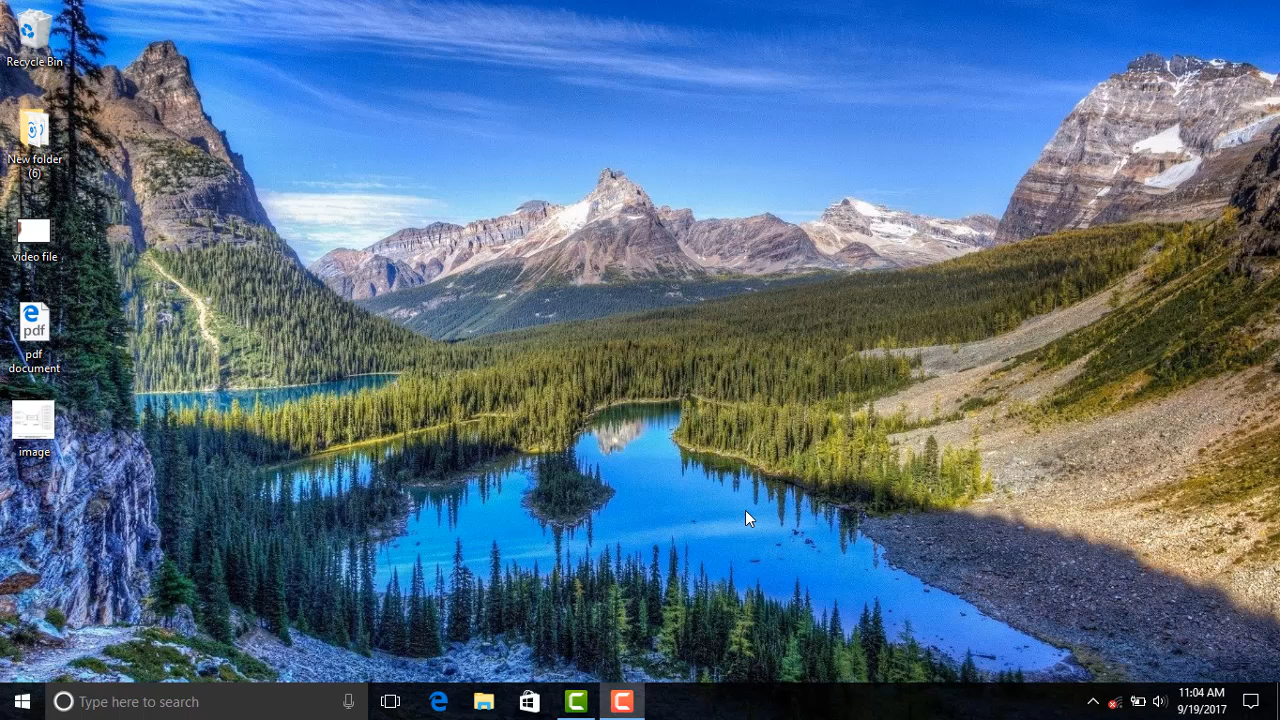 Recycle Bin
New folder
(6)
video file
pdf
pdf
document
image
Type here to search
11:04 AM
9/19/2017